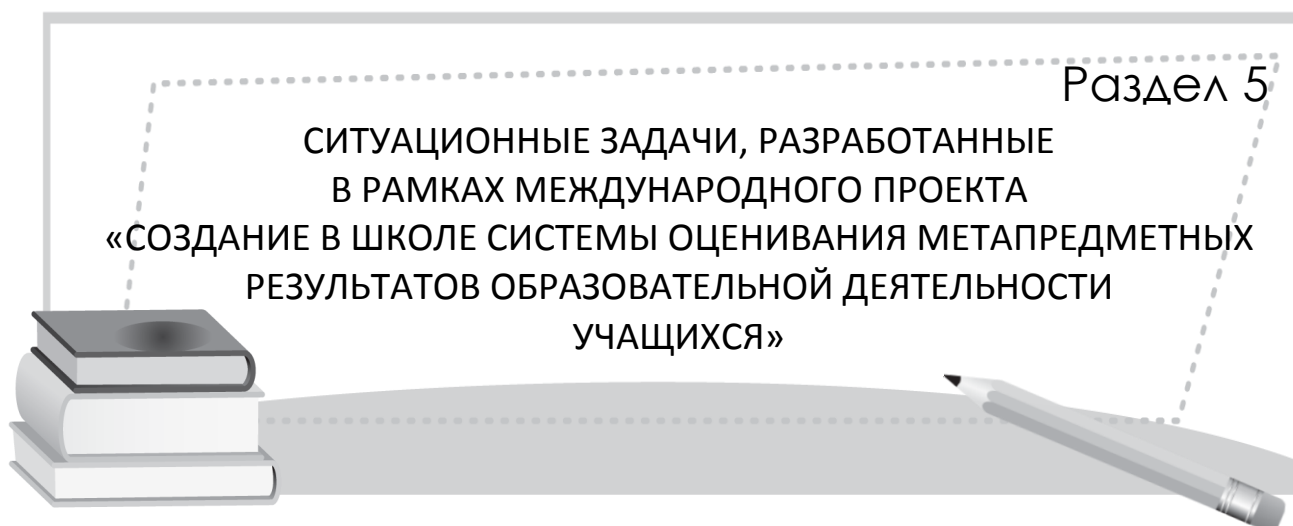 Раздел 5
СИТУАЦИОННЫЕ ЗАДАЧИ, РАЗРАБОТАННЫЕ
В РАМКАХ МЕЖДУНАРОДНОГО ПРОЕКТА
«СОЗДАНИЕ В ШКОЛЕ СИСТЕМЫ ОЦЕНИВАНИЯ МЕТАПРЕДМЕТНЫХ
РЕЗУЛЬТАТОВ ОБРАЗОВАТЕЛЬНОЙ ДЕЯТЕЛЬНОСТИ
УЧАЩИХСЯ»